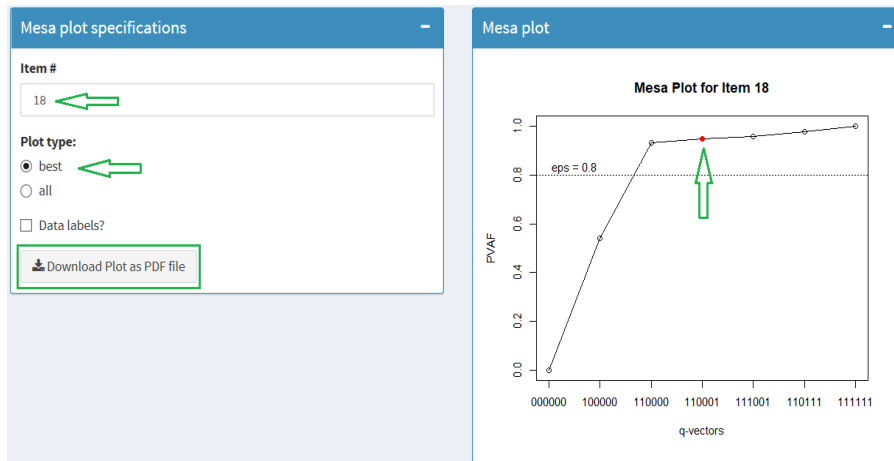 Mesa plot specifications
Item #
18
Plot type:
best
all
Data labels?
Download Plot as PDF file
Mesa plot
Mesa Plot for Item 18
1.0
0.8
0.6
0.4
0.2
0.0
PVAF
eps = 0.8
000000 100000 110000 110001 111001 110111 111111
q-vectors